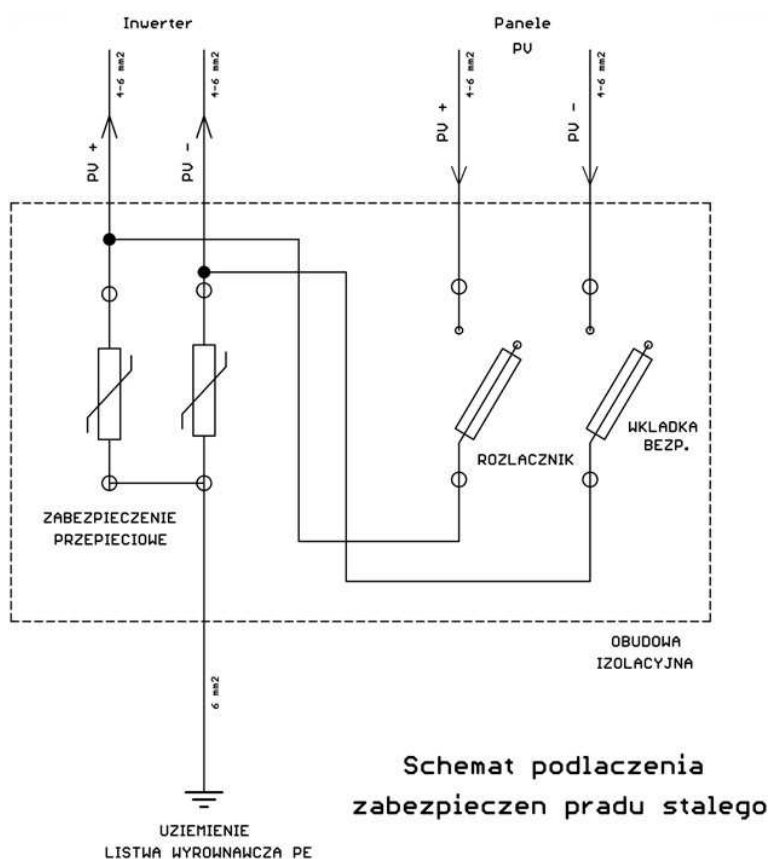 Inwerter
Panele
PV
4-6 mm2
4-6 mm2
4-6 mm2
4-6 mm2
PV +
PV -
PV +
PV -
WKLADKA
BEZP.
ROZLACZNIK
ZABEZPIECZENIE
PRZEPIECIOWE
OBUDOWA
IZOLACYJNA
6 mm2
Schemat podlaczenia
zabezpieczen pradu stalego
UZIEMIENIE
LISTWA WYROWNAWCZA PE